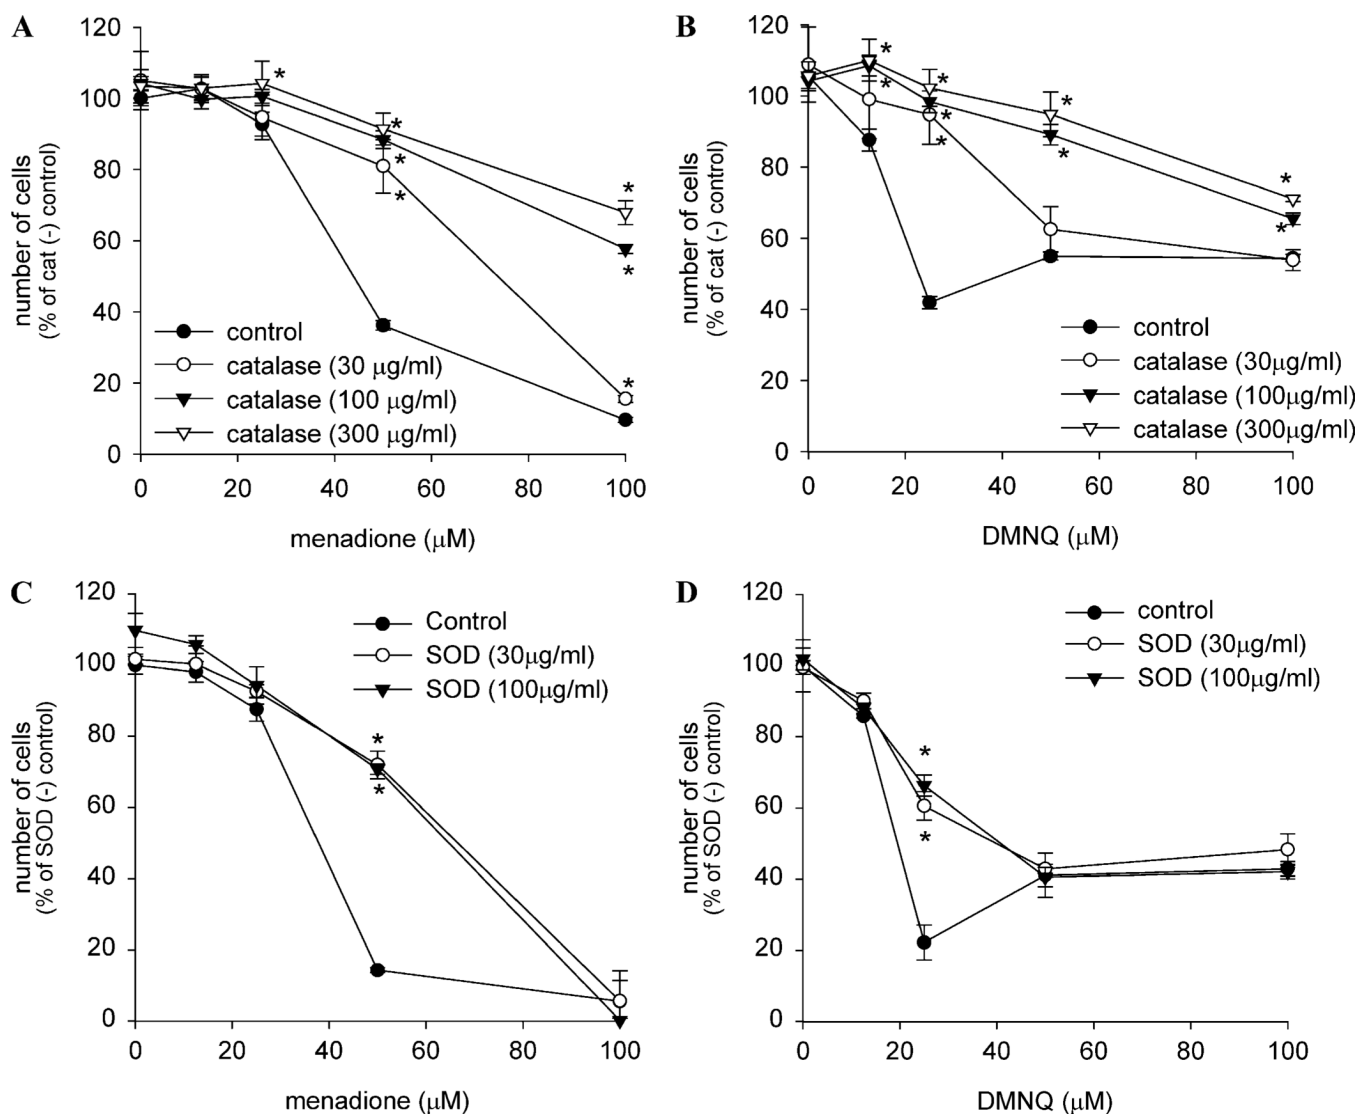 A
120
100
80
60
40
20
0
number of cells
(% of cat (-) control)
control
catalase (30 μg/ml)
catalase (100 μg/ml)
catalase (300 μg/ml)
* * * * * * *
0 20 40 60 80 100
menadione (μM)
B
120
100
80
60
40
20
0
number of cells
(% of cat (-) control)
control
catalase (30μg/ml)
catalase (100μg/ml)
catalase (300μg/ml)
* * * * * * * * *
0 20 40 60 80 100
DMNQ (μM)
C
120
100
80
60
40
20
0
number of cells
(% of SOD (-) control)
Control
SOD (30μg/ml)
SOD (100μg/ml)
*
*
0 20 40 60 80 100
menadione (μM)
D
120
100
80
60
40
20
0
number of cells
(% of SOD (-) control)
control
SOD (30μg/ml)
SOD (100μg/ml)
*
*
0 20 40 60 80 100
DMNQ (μM)